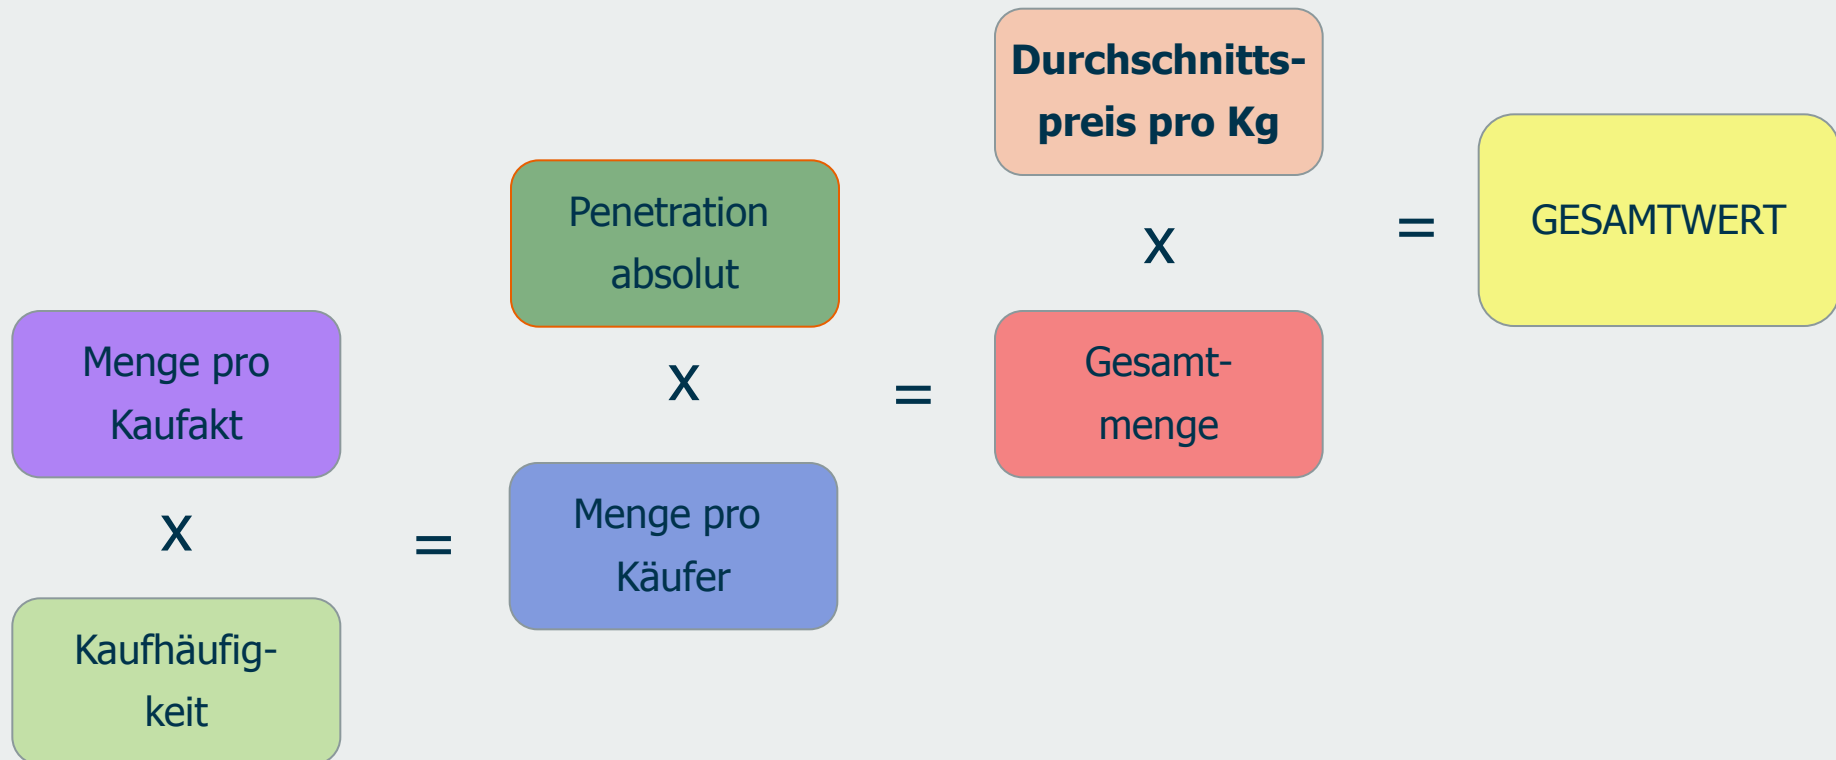 Menge pro
Kaufakt
x
Kaufhäufig-
keit
=
Penetration
absolut
x
Menge pro
Käufer
=
Durchschnitts-
preis pro Kg
x
Gesamt-
menge
=
GESAMTWERT